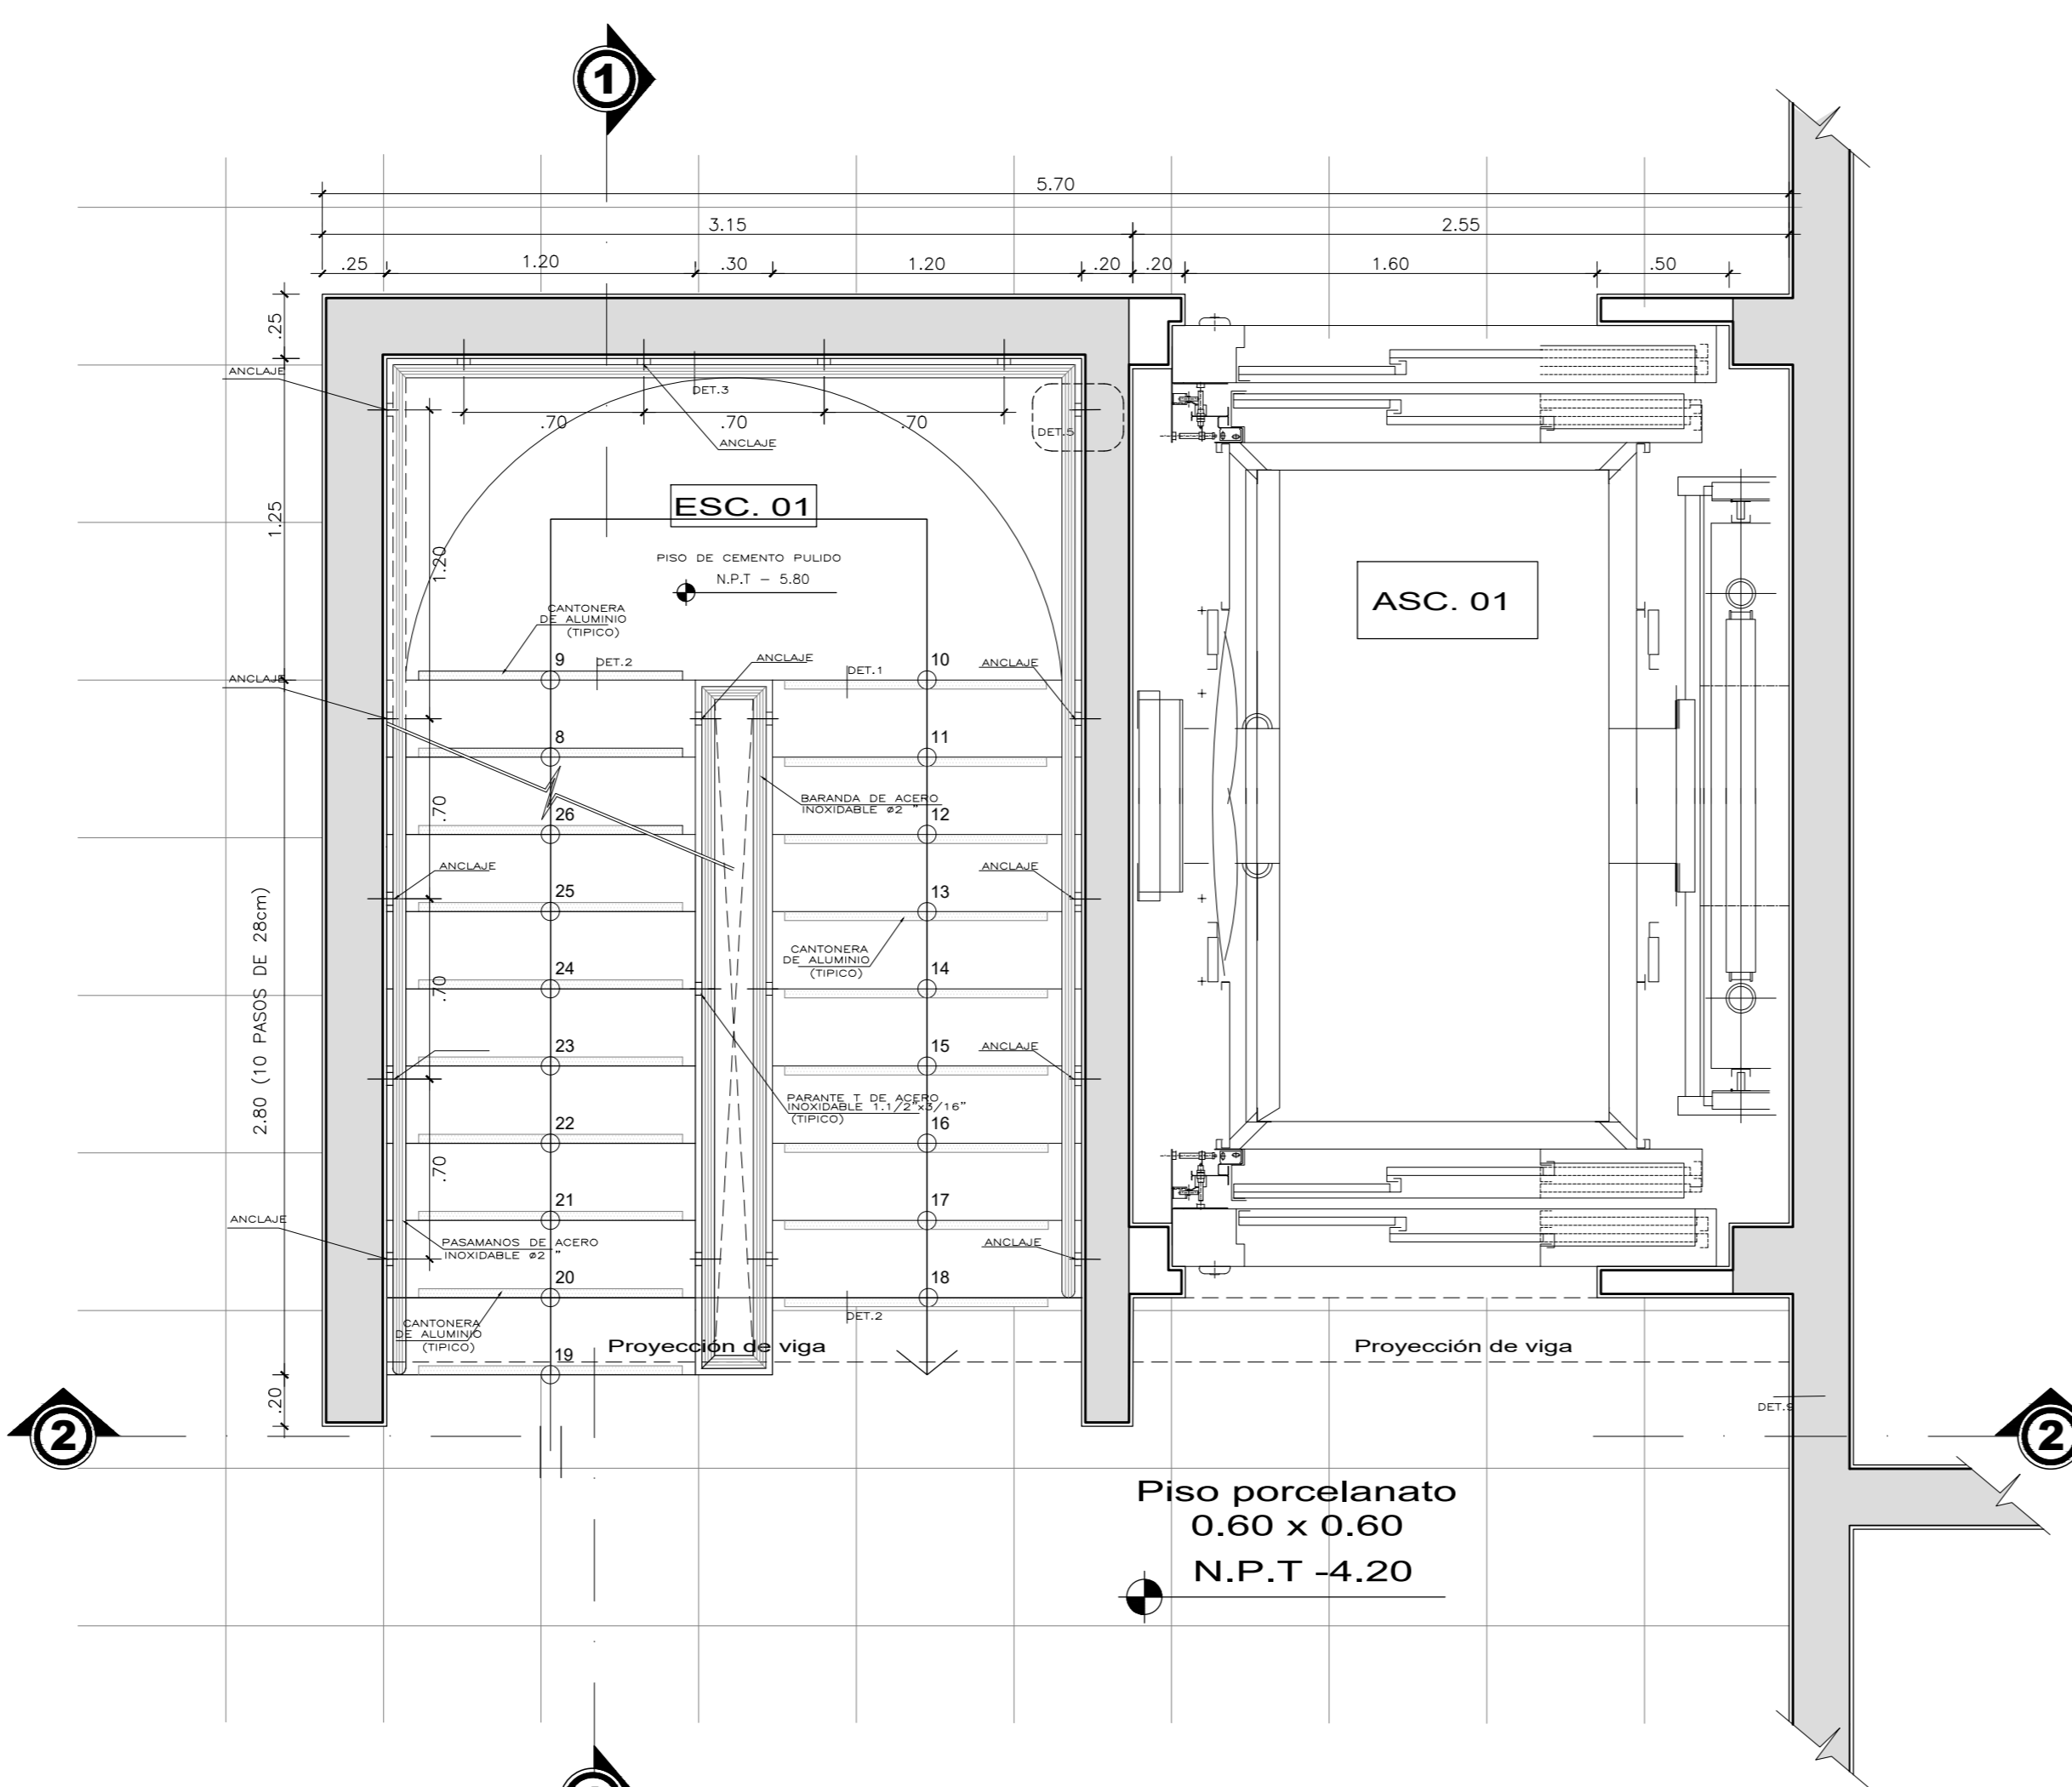 1
5.70
3.15
2.55
.25
1.20
.30
1.20
.20
.20
1.60
.50
.25
ANCLAJE
DET.3
.70
.70
.70
ANCLAJE
DET.5
1.25
ESC. 01
PISO DE CEMENTO PULIDO
N.P.T – 5.80
1.20
ASC. 01
CANTONERA
DE ALUMINIO
(TIPICO)
9
DET.2
ANCLAJE
DET.1
10
ANCLAJE
ANCLAJE
8
11
.70
BARANDA DE ACERO
INOXIDABLE ø2 "
26
12
ANCLAJE
ANCLAJE
25
13
2.80 (10 PASOS DE 28cm)
CANTONERA
DE ALUMINIO
(TIPICO)
24
14
.70
23
15
ANCLAJE
PARANTE T DE ACERO
INOXIDABLE 1.1/2"x3/16"
(TIPICO)
22
16
.70
21
17
ANCLAJE
PASAMANOS DE ACERO
INOXIDABLE ø2 "
ANCLAJE
20
18
CANTONERA
DE ALUMINIO
(TIPICO)
DET.2
Proyección de viga
Proyección de viga
19
.20
DET.9
2
2
Piso porcelanato
0.60 x 0.60
N.P.T -4.20